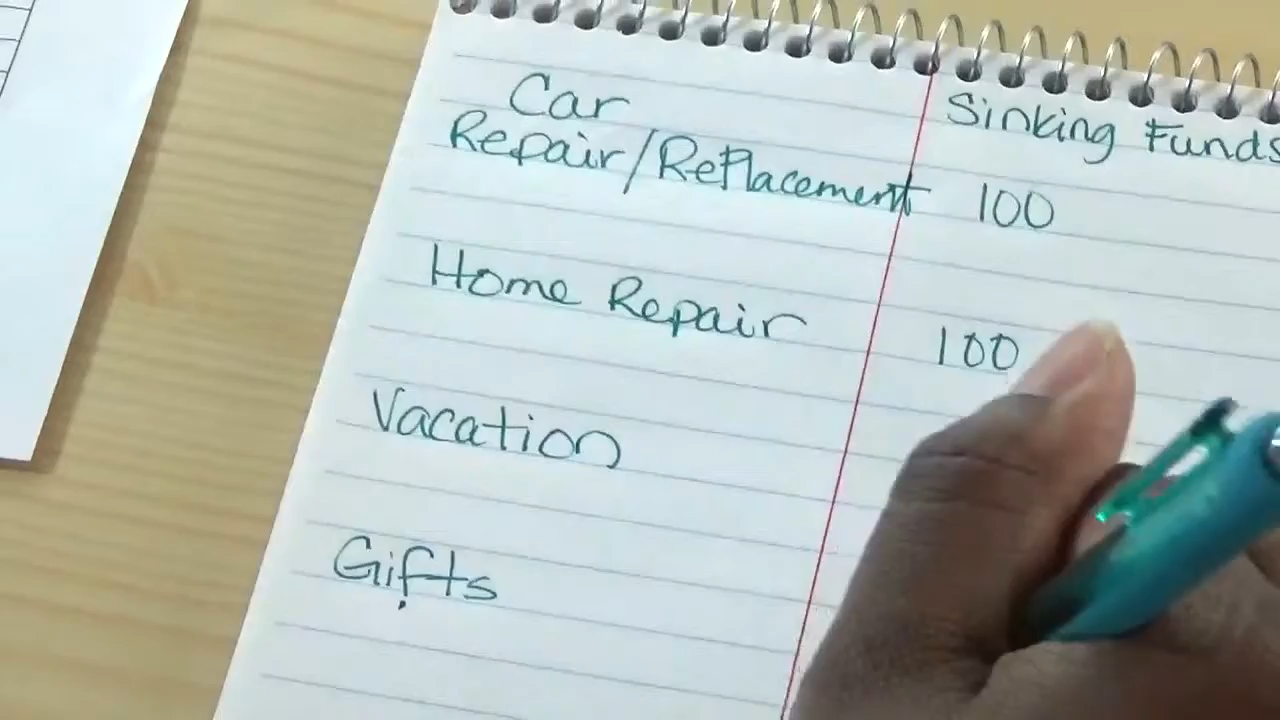 Car Sinking Funds
Repair/Replacement 100
Home Repair 100
Vacation
Gifts